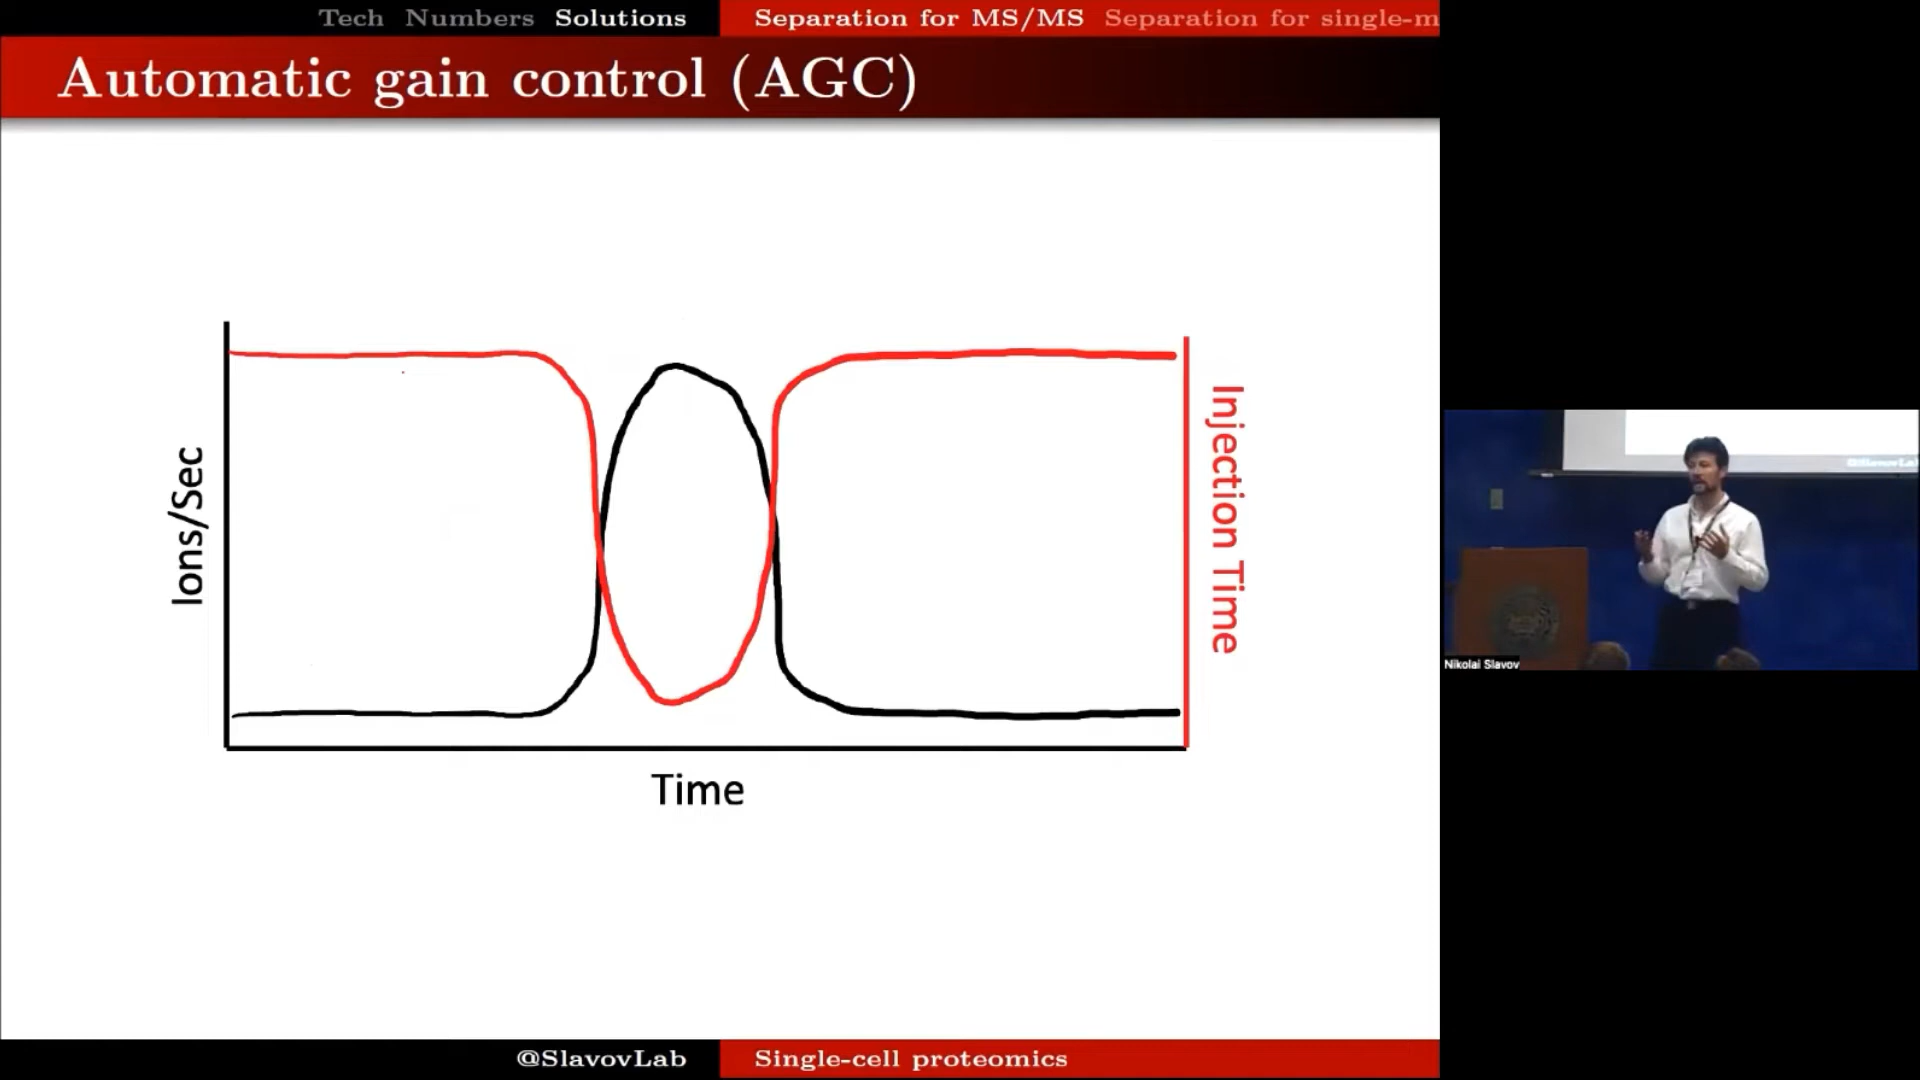 Tech Numbers Solutions
Separation for MS/MS Separation for single-m
Automatic gain control (AGC)
Ions/Sec
Injection Time
Time
@SlavovLab
Nikolai Slavov
@SlavovLab Single-cell proteomics